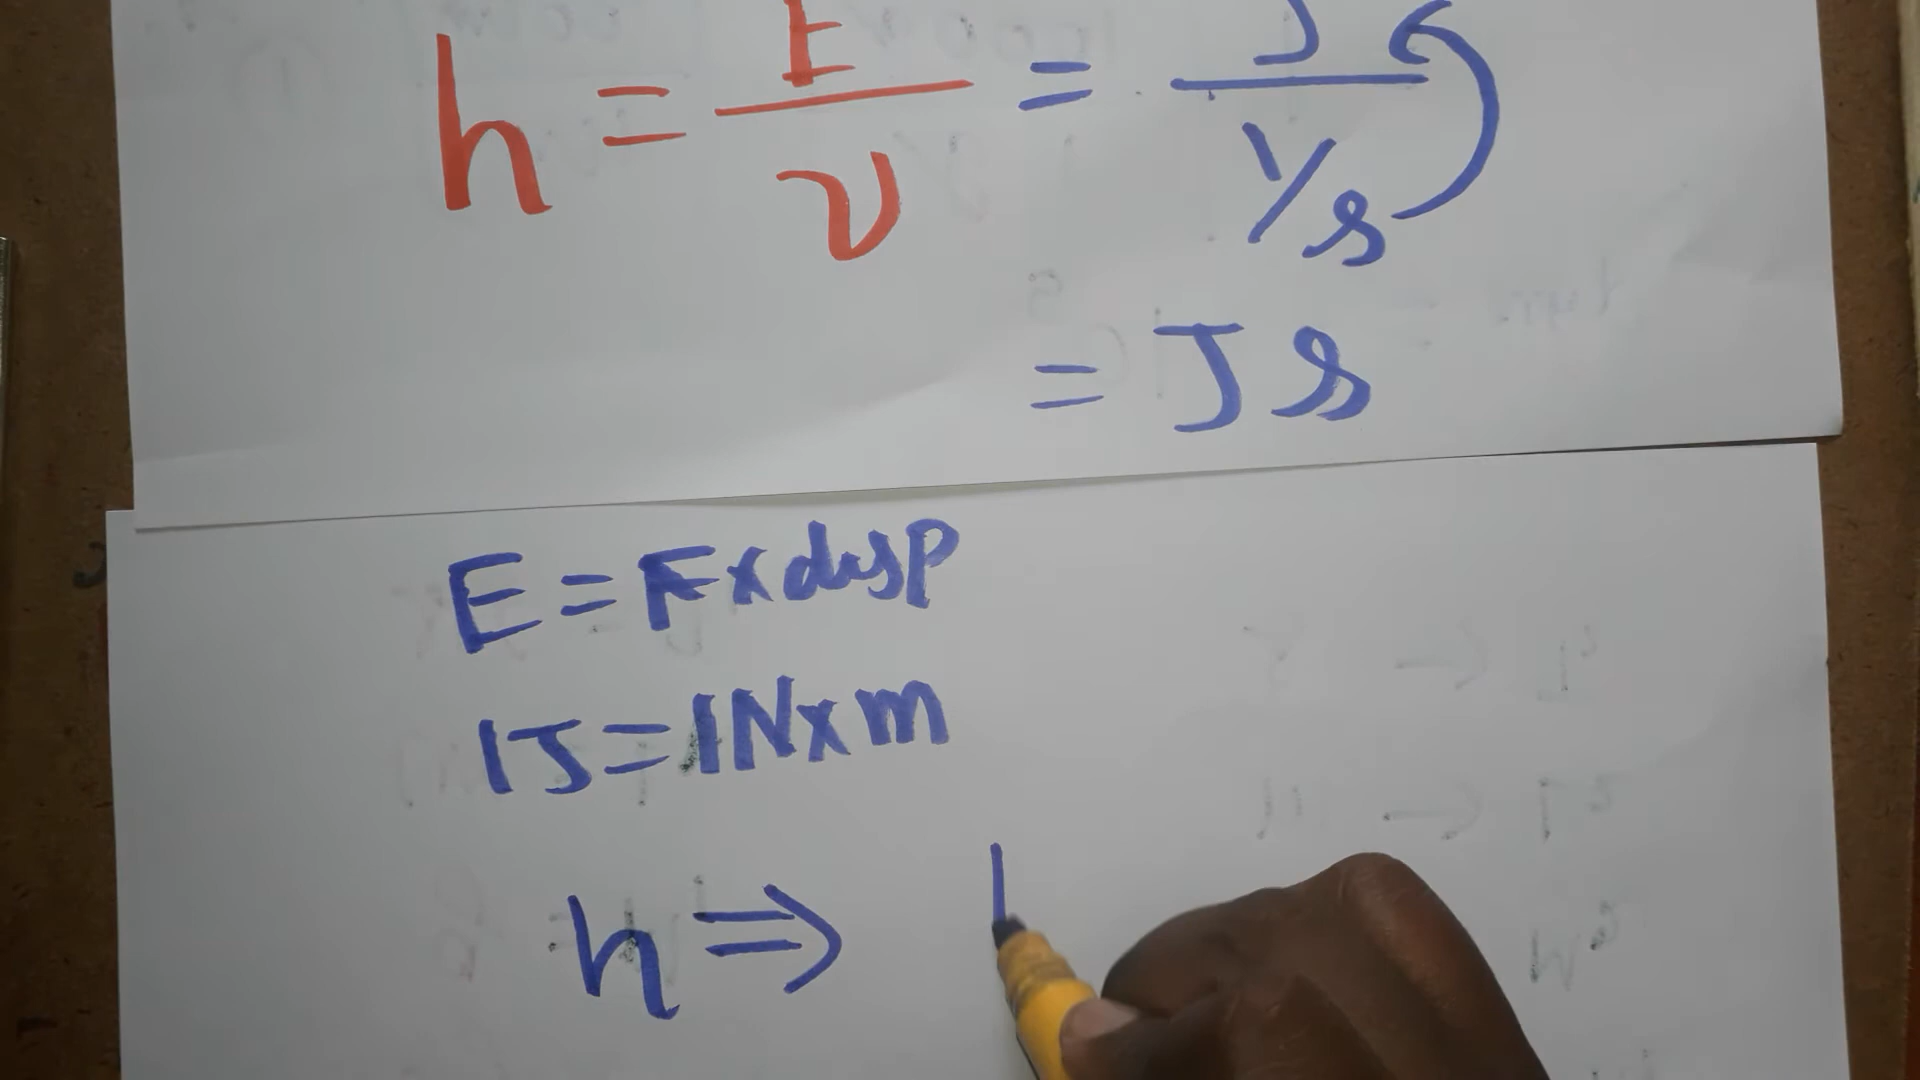 h = E/ν = J/1/s
= J s
E = F x disp
1J = 1N x m
h ⇒